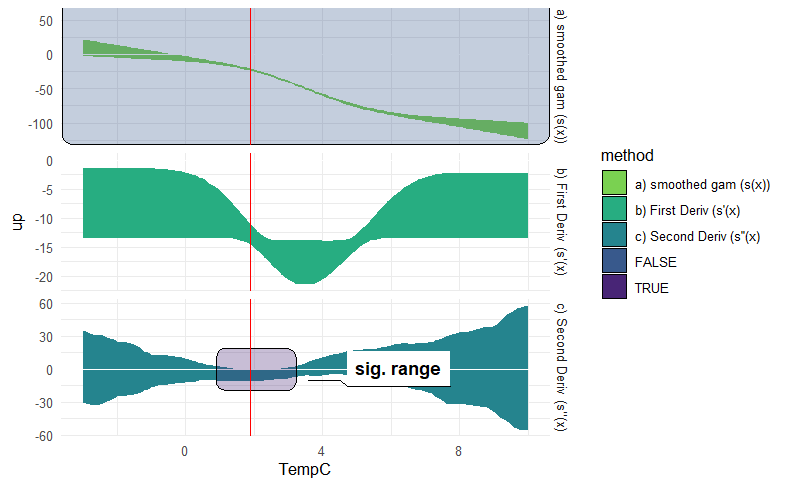 50
0
-50
-100
a) smoothed gam (s(x))
0
-5
-10
-15
-20
b) First Deriv (s'(x)
60
30
0
-30
-60
c) Second Deriv (s''(x)
sig. range
0
4
8
TempC
dn
method
a) smoothed gam (s(x))
b) First Deriv (s'(x)
c) Second Deriv (s''(x)
FALSE
TRUE